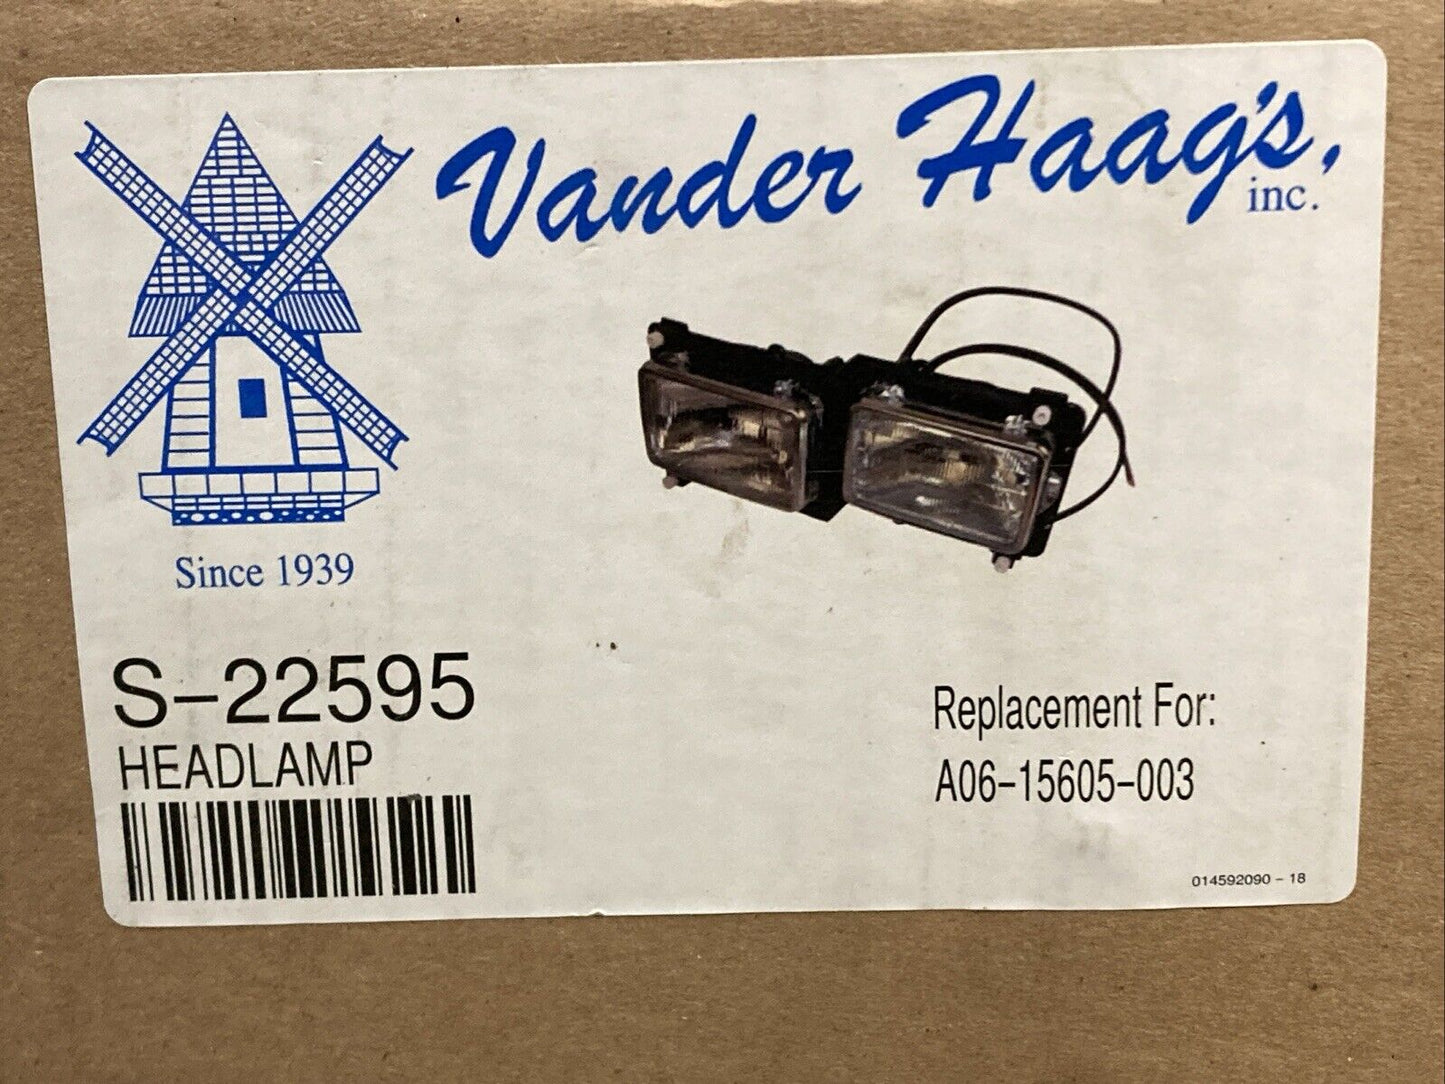 Vander Haag's,
inc.
Since 1939
S-22595
HEADLAMP
Replacement For:
A06-15605-003
014592090 - 18